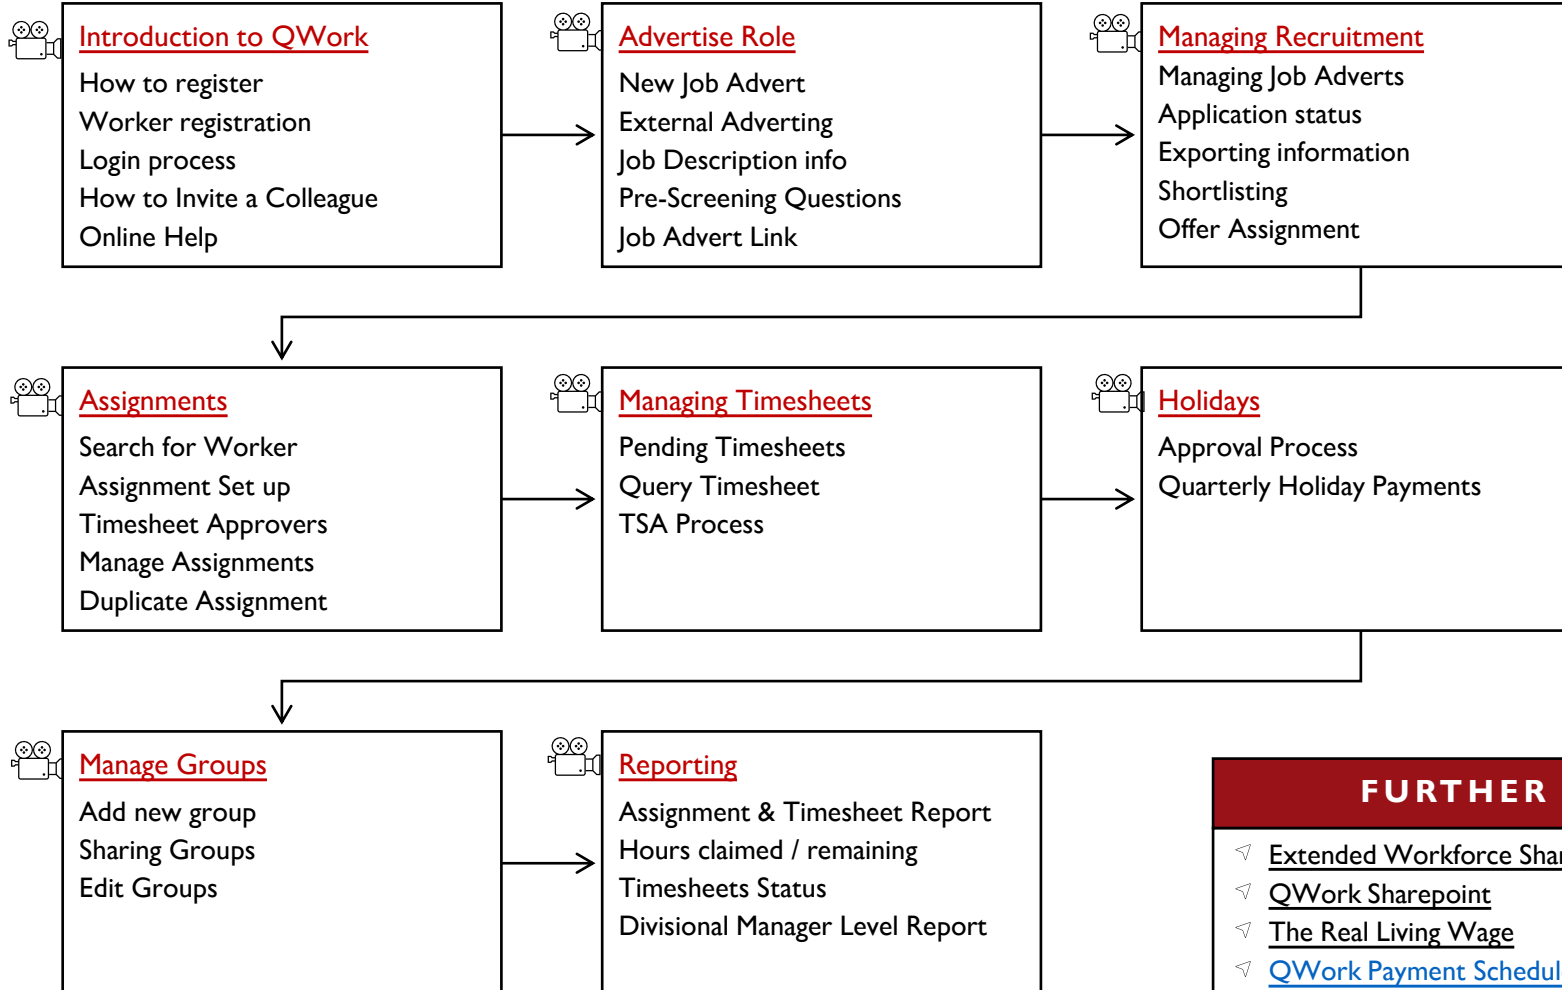 Introduction to QWork
How to register
Worker registration
Login process
How to Invite a Colleague
Online Help
Advertise Role
New Job Advert
External Adverting
Job Description info
Pre-Screening Questions
Job Advert Link
Managing Recruitment
Managing Job Adverts
Application status
Exporting information
Shortlisting
Offer Assignment
Assignments
Search for Worker
Assignment Set up
Timesheet Approvers
Manage Assignments
Duplicate Assignment
Managing Timesheets
Pending Timesheets
Query Timesheet
TSA Process
Holidays
Approval Process
Quarterly Holiday Payments
Manage Groups
Add new group
Sharing Groups
Edit Groups
Reporting
Assignment & Timesheet Report
Hours claimed / remaining
Timesheets Status
Divisional Manager Level Report
FURTHER
Extended Workforce
QWork Sharepoint
The Real Living Wage
QWork Payment